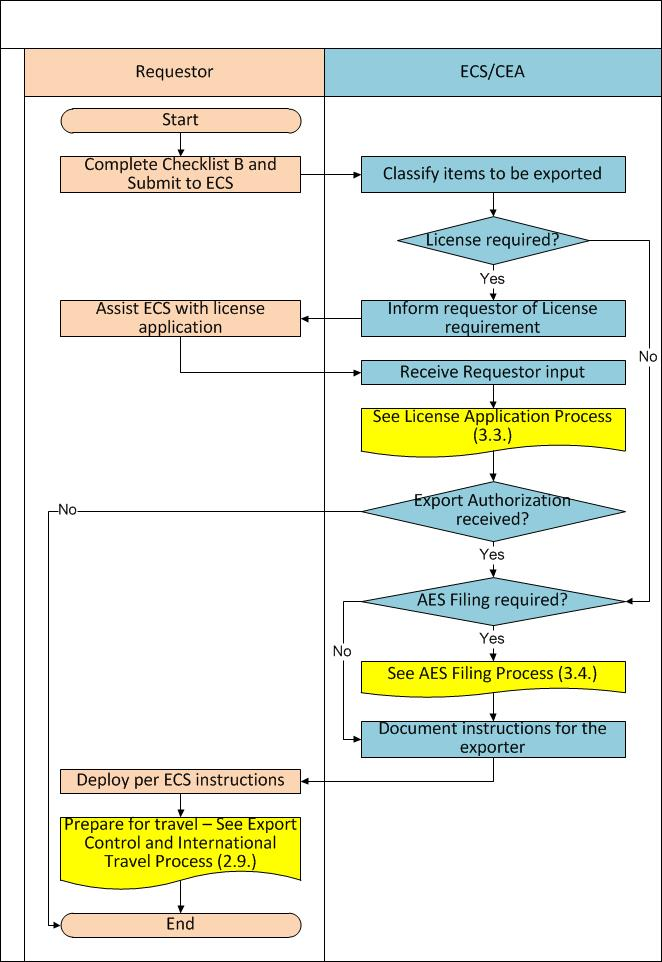 Requestor
ECS/CEA
Start
Complete Checklist B and
Submit to ECS
Classify items to be exported
License required?
Yes
Assist ECS with license
application
Inform requestor of License
requirement
No
Receive Requestor input
See License Application Process
(3.3.)
Export Authorization
received?
No
Yes
AES Filing required?
Yes
No
See AES Filing Process (3.4.)
Document instructions for the
exporter
Deploy per ECS instructions
Prepare for travel – See Export
Control and International
Travel Process (2.9.)
End